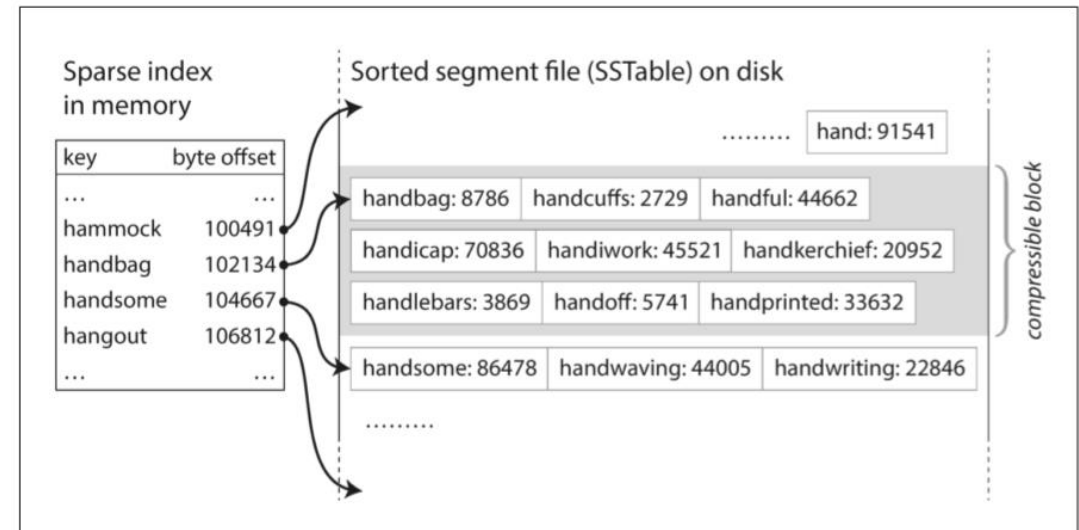 Sparse index
in memory
key byte offset
... ...
hammock 100491
handbag 102134
handsome 104667
hangout 106812
... ...
Sorted segment file (SSTable) on disk
......... hand: 91541
handbag: 8786 handcuffs: 2729 handful: 44662
handicap: 70836 handiwork: 45521 handkerchief: 20952
handlebars: 3869 handoff: 5741 handprinted: 33632
handsome: 86478 handwaving: 44005 handwriting: 22846
.........
compressible block